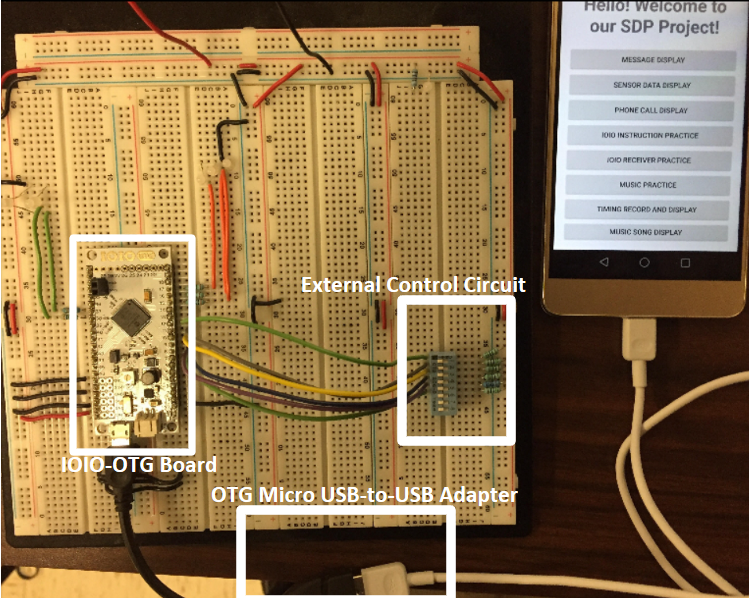 Hello! Welcome to
our SDP Project!
MESSAGE DISPLAY
SENSOR DATA DISPLAY
PHONE CALL DISPLAY
IOIO INSTRUCTION PRACTICE
IOIO RECEIVER PRACTICE
MUSIC PRACTICE
TIMING RECORD AND DISPLAY
MUSIC SONG DISPLAY
External Control Circuit
IOIO-OTG Board
OTG Micro USB-to-USB Adapter